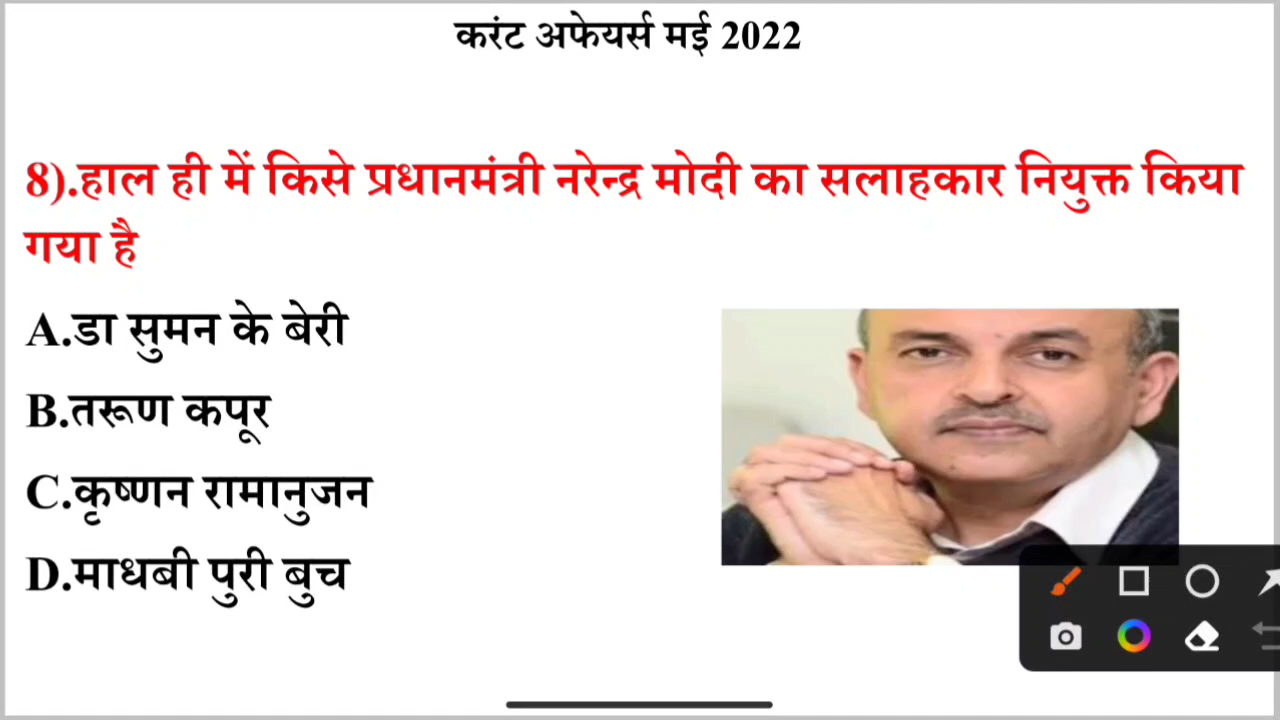 करंट अफेयर्स मई 2022
8).हाल ही में किसे प्रधानमंत्री नरेन्द्र मोदी का सलाहकार नियुक्त किया
गया है
A.डा सुमन के बेरी
B.तरूण कपूर
C.कृष्णन रामानुजन
D.माधबी पुरी बुच